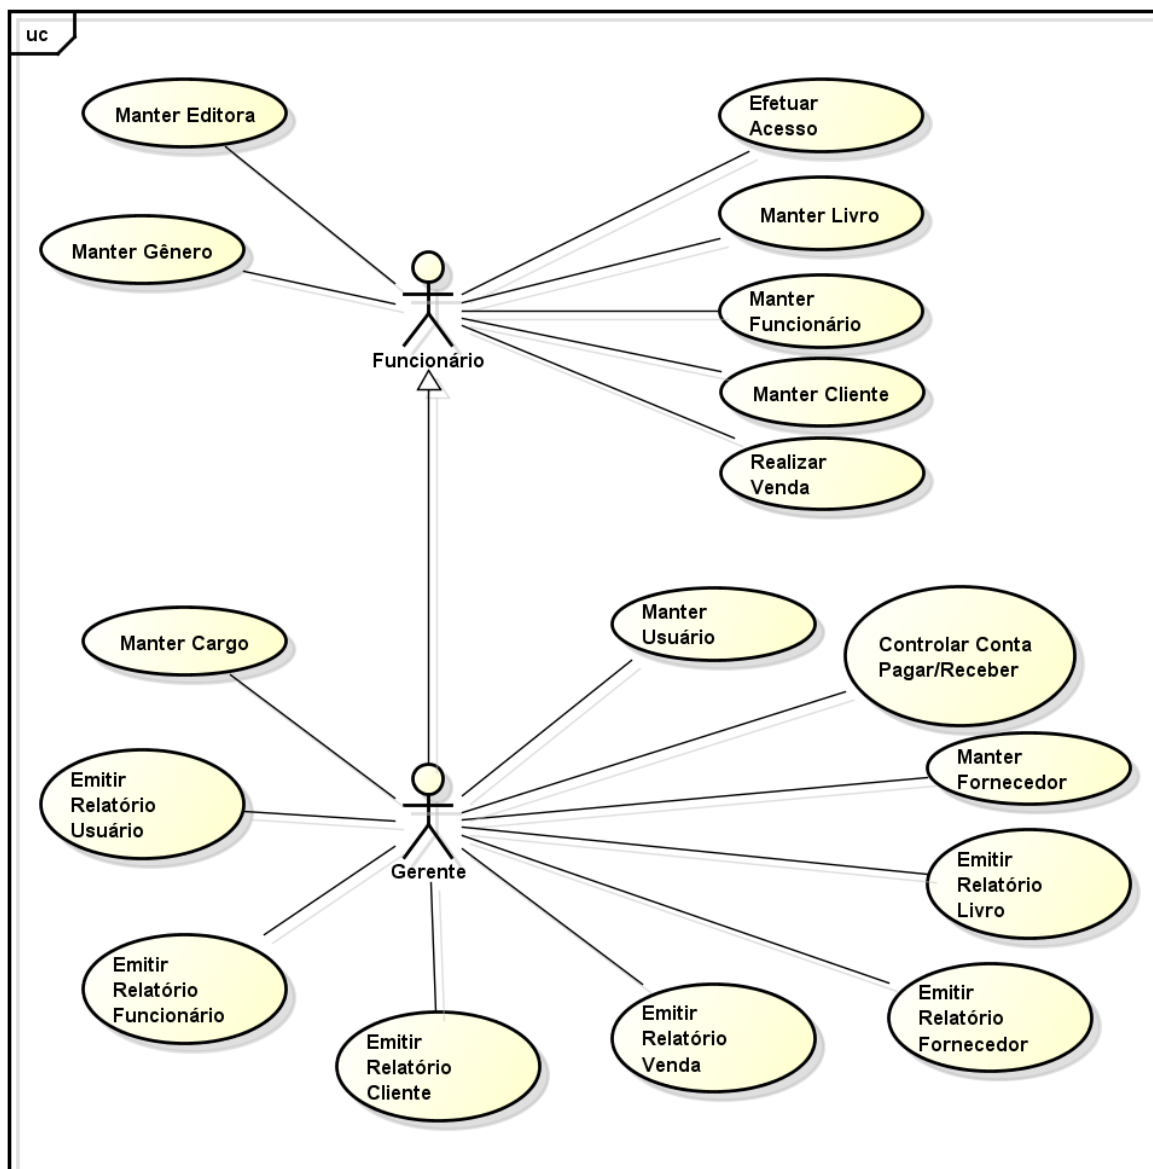 uc
Manter Editora
Efetuar
Acesso
Manter Gênero
Manter Livro
Manter
Funcionário
Funcionário
Manter Cliente
Realizar
Venda
Manter Cargo
Manter
Usuário
Controlar Conta
Pagar/Receber
Manter
Fornecedor
Emitir
Relatório
Usuário
Gerente
Emitir
Relatório
Livro
Emitir
Relatório
Funcionário
Emitir
Relatório
Cliente
Emitir
Relatório
Venda
Emitir
Relatório
Fornecedor